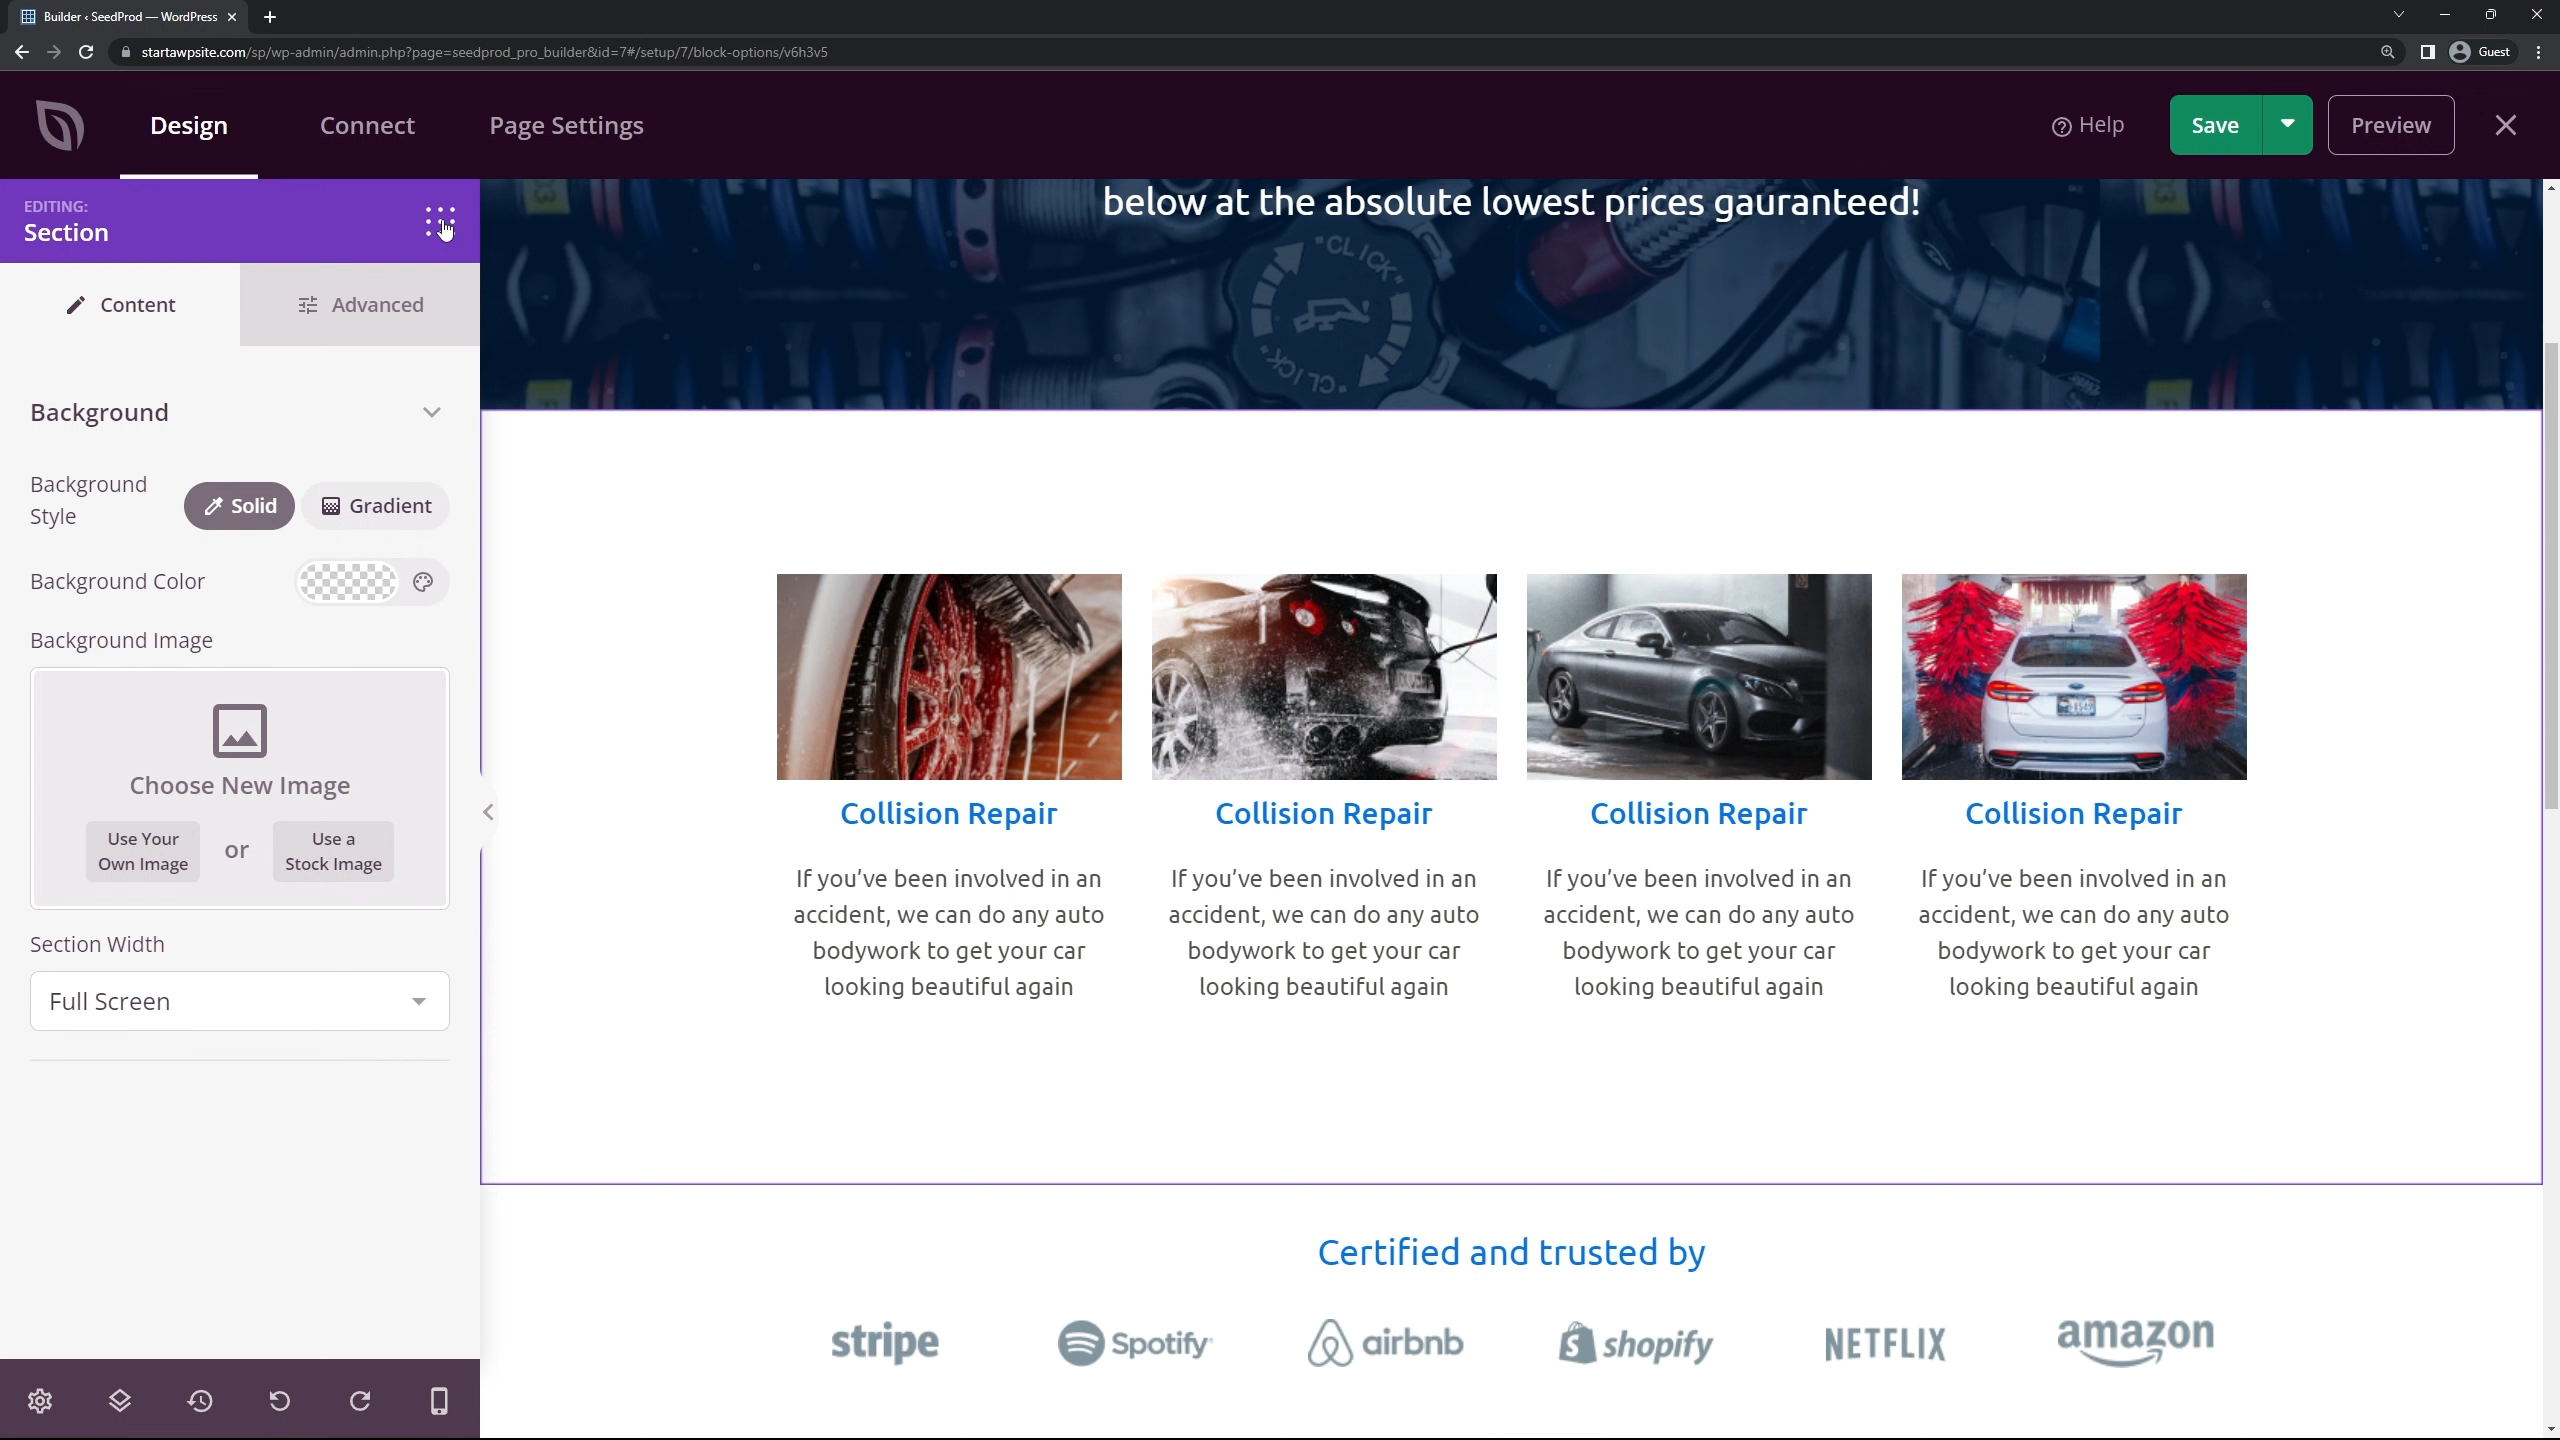 Builder ‹ SeedProd — WordPress
startawpsite.com/sp/wp-admin/admin.php?page=seedprod_pro_builder&id=7#/setup/7/block-options/v6h3v5
Guest
Design
Connect
Page Settings
Help
Save
Preview
EDITING:
Section
Content
Advanced
Background
Background
Style
Solid
Gradient
Background Color
Background Image
Choose New Image
Use Your
Own Image
or
Use a
Stock Image
Section Width
Full Screen
below at the absolute lowest prices gauranteed!
"CLICK"
"CLICK"
Collision Repair
If you've been involved in an
accident, we can do any auto
bodywork to get your car
looking beautiful again
Collision Repair
If you've been involved in an
accident, we can do any auto
bodywork to get your car
looking beautiful again
Collision Repair
If you've been involved in an
accident, we can do any auto
bodywork to get your car
looking beautiful again
Collision Repair
If you've been involved in an
accident, we can do any auto
bodywork to get your car
looking beautiful again
Certified and trusted by
stripe
Spotify
airbnb
shopify
NETFLIX
amazon